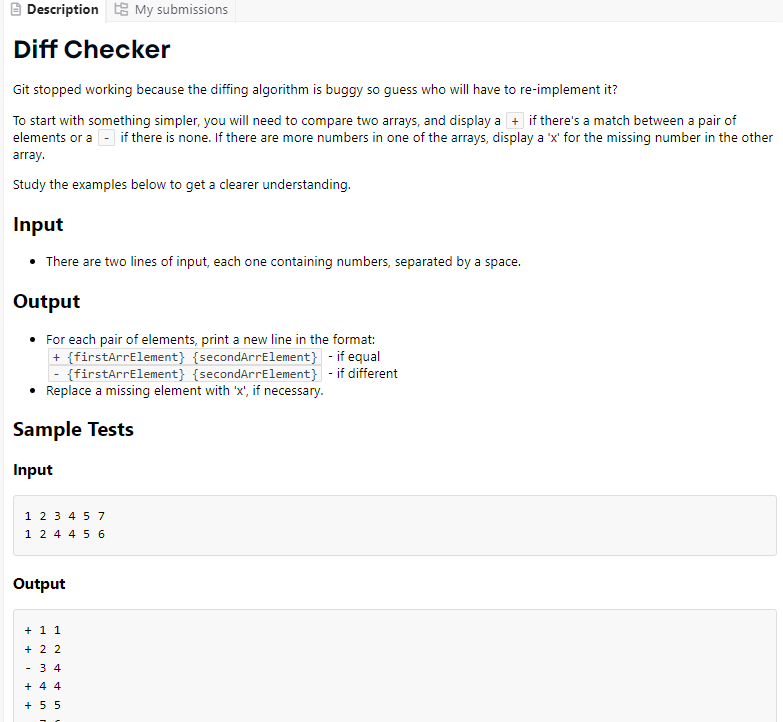 Description My submissions
Diff Checker
Git stopped working because the diffing algorithm is buggy so guess who will have to re-implement it?
To start with something simpler, you will need to compare two arrays, and display a + if there's a match between a pair of
elements or a - if there is none. If there are more numbers in one of the arrays, display a 'x' for the missing number in the other
array.
Study the examples below to get a clearer understanding.
Input
• There are two lines of input, each one containing numbers, separated by a space.
Output
• For each pair of elements, print a new line in the format:
+ {firstArrElement} {secondArrElement} - if equal
- {firstArrElement} {secondArrElement} - if different
• Replace a missing element with 'x', if necessary.
Sample Tests
Input
1 2 3 4 5 7
1 2 4 4 5 6
Output
+ 1 1
+ 2 2
- 3 4
+ 4 4
+ 5 5